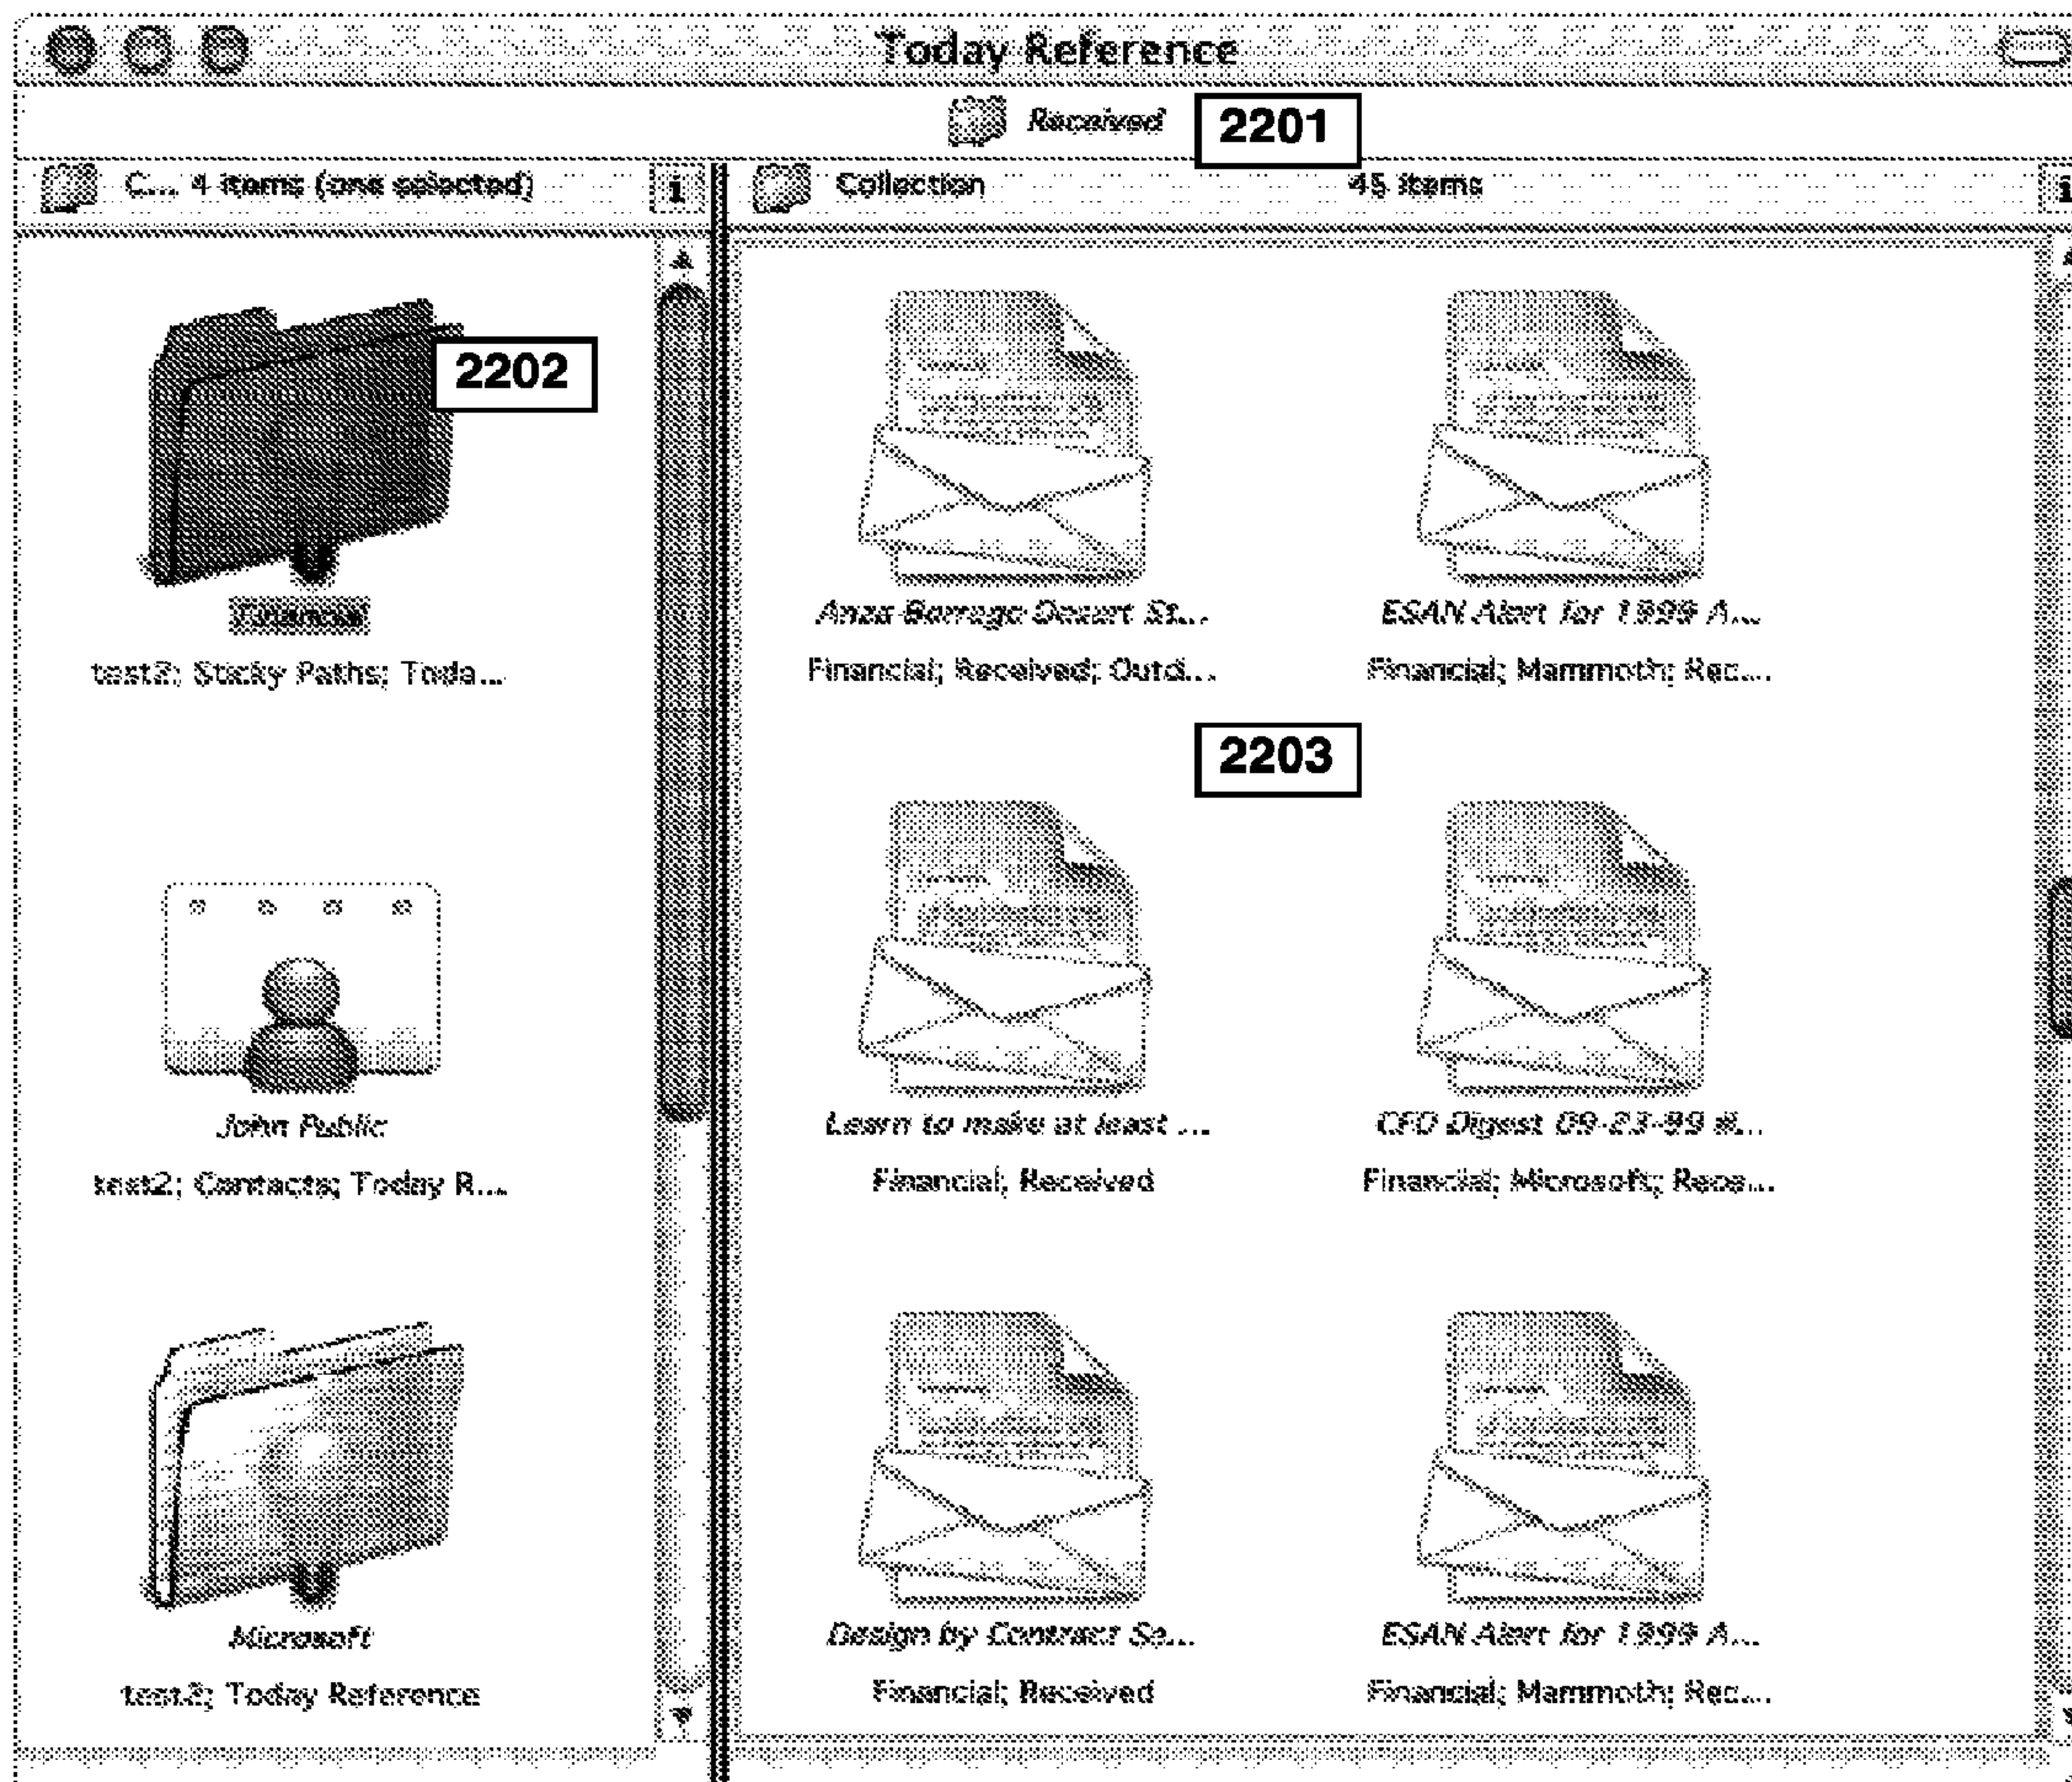 Today Reference
Received
2201
C... 4 items (one selected)
i
Collection
45 items
i
2202
Financial
test2; Sticky Paths; Toda...
John Public
test2; Contacts; Today R...
Microsoft
test2; Today Reference
Anza-Borrego Desert St...
ESAN Alert for 1999 A...
Financial; Received; Outd...
Financial; Mammoth; Rec...
2203
Learn to make at least ...
CFO Digest 09-23-99 #...
Financial; Received
Financial; Microsoft; Rece...
Design by Contract Se...
ESAN Alert for 1999 A...
Financial; Received
Financial; Mammoth; Rec...